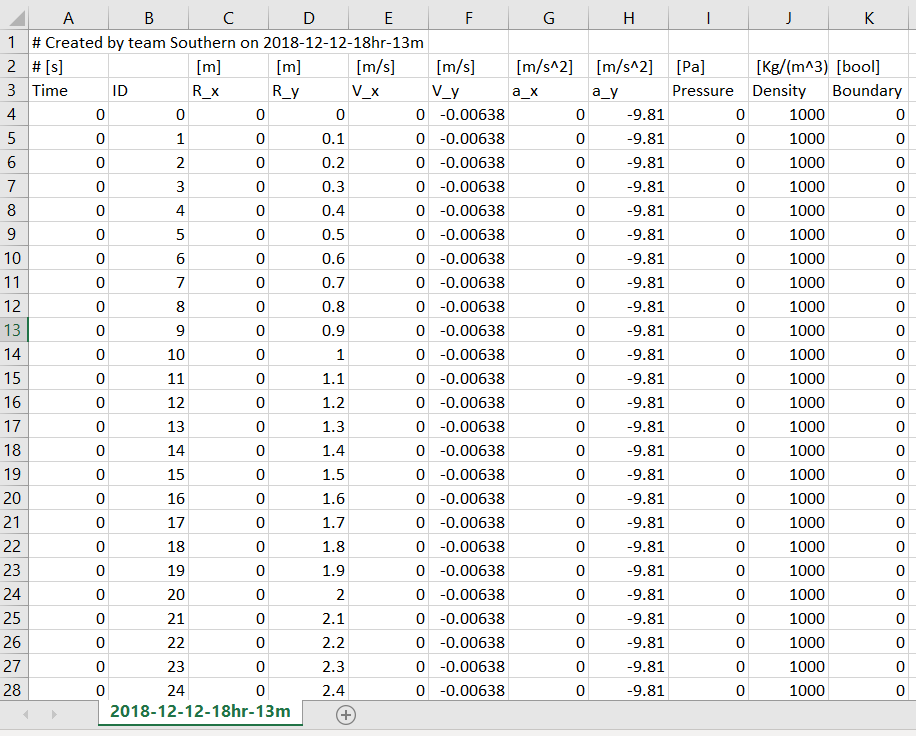 A B C D E F G H I J K
1 # Created by team Southern on 2018-12-12-18hr-13m
2 # [s] [m] [m] [m/s] [m/s] [m/s^2] [m/s^2] [Pa] [Kg/(m^3) [bool]
3 Time ID R_x R_y V_x V_y a_x a_y Pressure Density Boundary
4 0 0 0 0 0 -0.00638 0 -9.81 0 1000 0
5 0 1 0 0.1 0 -0.00638 0 -9.81 0 1000 0
6 0 2 0 0.2 0 -0.00638 0 -9.81 0 1000 0
7 0 3 0 0.3 0 -0.00638 0 -9.81 0 1000 0
8 0 4 0 0.4 0 -0.00638 0 -9.81 0 1000 0
9 0 5 0 0.5 0 -0.00638 0 -9.81 0 1000 0
10 0 6 0 0.6 0 -0.00638 0 -9.81 0 1000 0
11 0 7 0 0.7 0 -0.00638 0 -9.81 0 1000 0
12 0 8 0 0.8 0 -0.00638 0 -9.81 0 1000 0
13 0 9 0 0.9 0 -0.00638 0 -9.81 0 1000 0
14 0 10 0 1 0 -0.00638 0 -9.81 0 1000 0
15 0 11 0 1.1 0 -0.00638 0 -9.81 0 1000 0
16 0 12 0 1.2 0 -0.00638 0 -9.81 0 1000 0
17 0 13 0 1.3 0 -0.00638 0 -9.81 0 1000 0
18 0 14 0 1.4 0 -0.00638 0 -9.81 0 1000 0
19 0 15 0 1.5 0 -0.00638 0 -9.81 0 1000 0
20 0 16 0 1.6 0 -0.00638 0 -9.81 0 1000 0
21 0 17 0 1.7 0 -0.00638 0 -9.81 0 1000 0
22 0 18 0 1.8 0 -0.00638 0 -9.81 0 1000 0
23 0 19 0 1.9 0 -0.00638 0 -9.81 0 1000 0
24 0 20 0 2 0 -0.00638 0 -9.81 0 1000 0
25 0 21 0 2.1 0 -0.00638 0 -9.81 0 1000 0
26 0 22 0 2.2 0 -0.00638 0 -9.81 0 1000 0
27 0 23 0 2.3 0 -0.00638 0 -9.81 0 1000 0
28 0 24 0 2.4 0 -0.00638 0 -9.81 0 1000 0
2018-12-12-18hr-13m